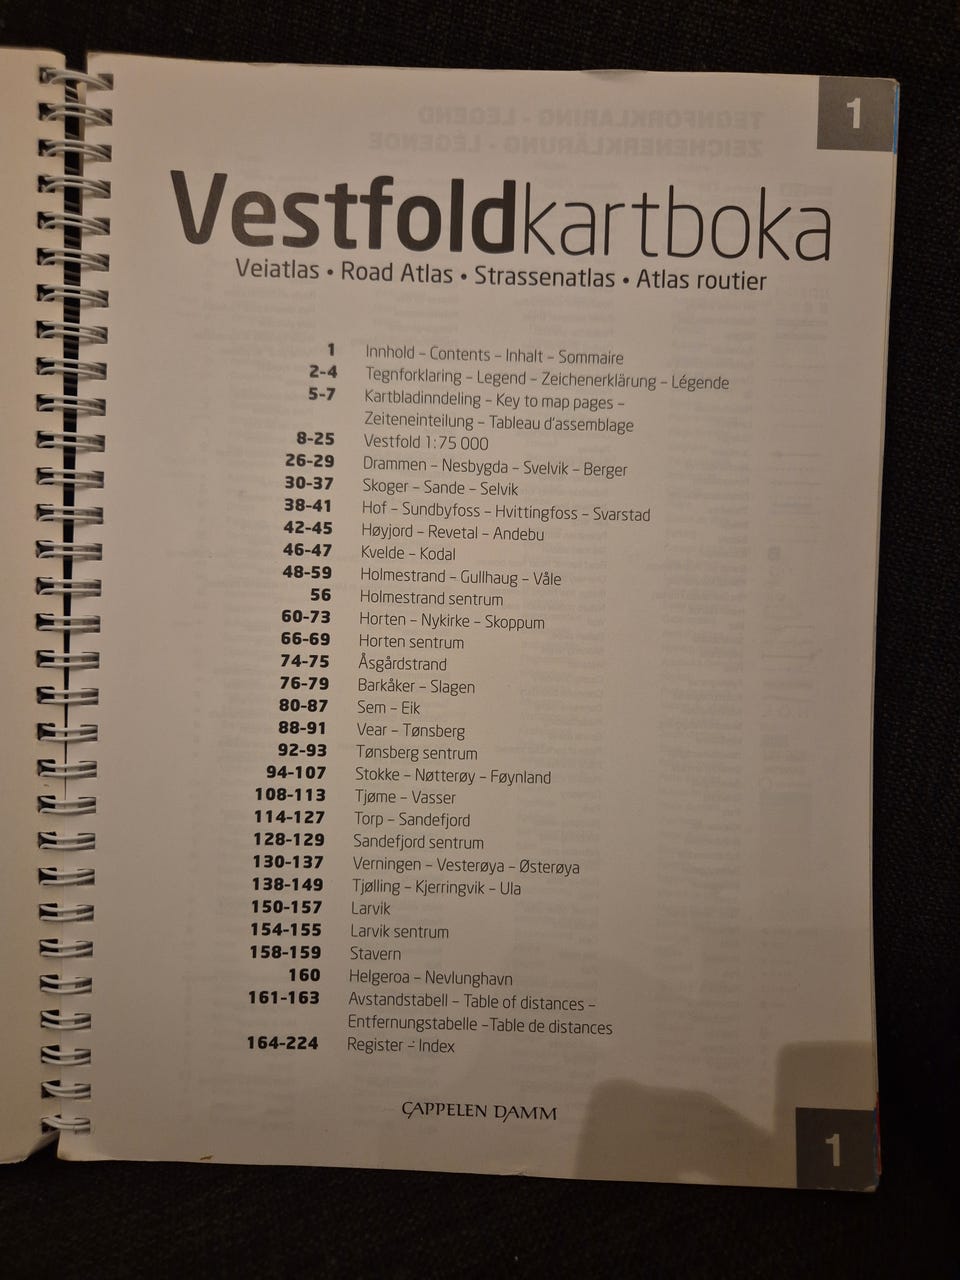 1
Vestfoldkartboka
Veiatlas • Road Atlas • Strassenatlas • Atlas routier
1 Innhold – Contents – Inhalt – Sommaire
2-4 Tegnforklaring – Legend – Zeichenerklärung – Légende
5-7 Kartbladinndeling – Key to map pages –
Zeiteneinteilung – Tableau d'assemblage
8-25 Vestfold 1:75 000
26-29 Drammen – Nesbygda – Svelvik – Berger
30-37 Skoger – Sande – Selvik
38-41 Hof – Sundbyfoss – Hvittingfoss – Svarstad
42-45 Høyjord – Revetal – Andebu
46-47 Kvelde – Kodal
48-59 Holmestrand – Gullhaug – Våle
56 Holmestrand sentrum
60-73 Horten – Nykirke – Skoppum
66-69 Horten sentrum
74-75 Åsgårdstrand
76-79 Barkåker – Slagen
80-87 Sem – Eik
88-91 Vear – Tønsberg
92-93 Tønsberg sentrum
94-107 Stokke – Nøtterøy – Føynland
108-113 Tjøme – Vasser
114-127 Torp – Sandefjord
128-129 Sandefjord sentrum
130-137 Verningen – Vesterøya – Østerøya
138-149 Tjølling – Kjerringvik – Ula
150-157 Larvik
154-155 Larvik sentrum
158-159 Stavern
160 Helgeroa – Nevlunghavn
161-163 Avstandstabell – Table of distances –
Entfernungstabelle –Table de distances
164-224 Register – Index
CAPPELEN DAMM
1